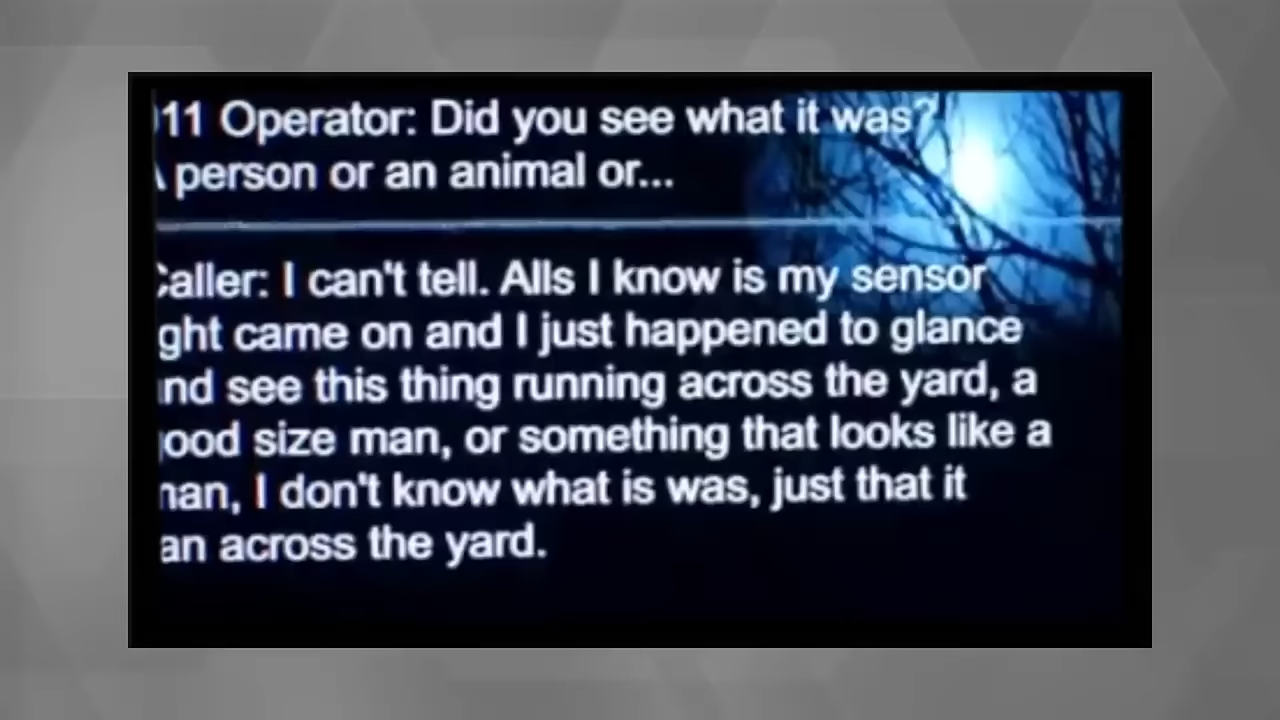 11 Operator: Did you see what it was?
person or an animal or...
aller: I can't tell. Alls I know is my sensor
ght came on and I just happened to glance
nd see this thing running across the yard, a
ood size man, or something that looks like a
an, I don't know what is was, just that it
an across the yard.